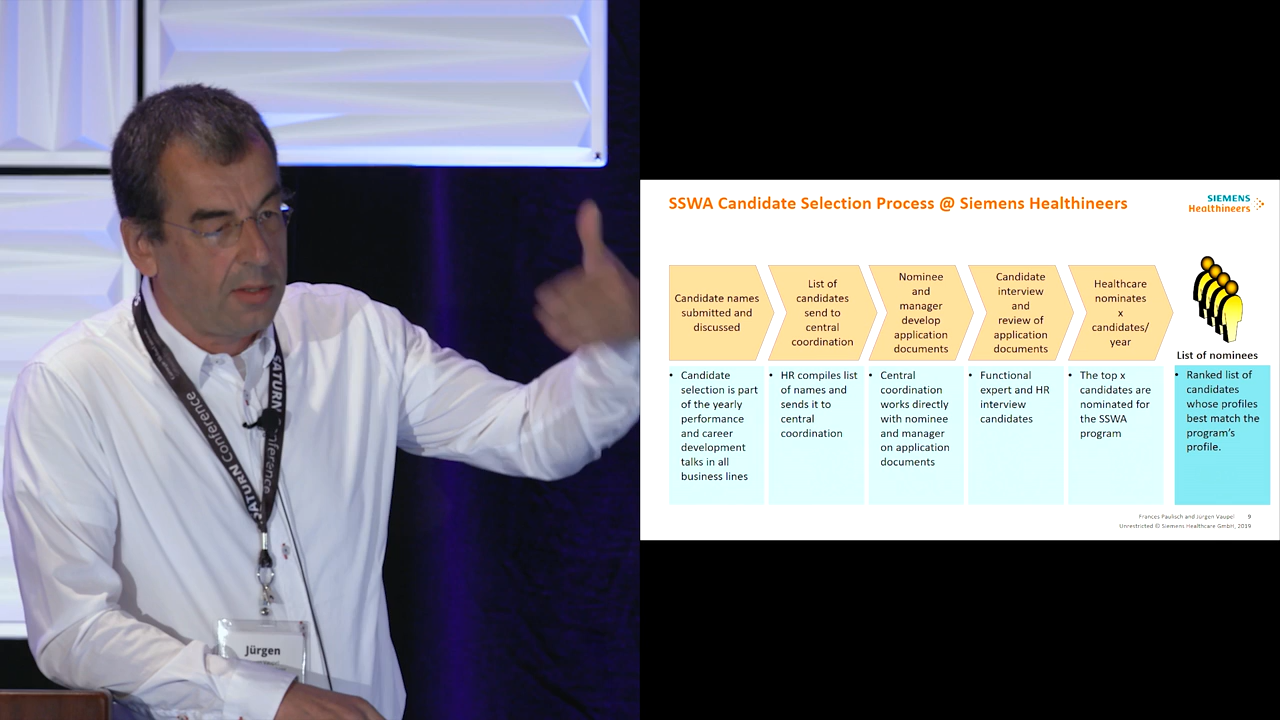 SATURN Conference
SATURN Conference
Jürgen
SSWA Candidate Selection Process @ Siemens Healthineers
SIEMENS
Healthineers
Candidate names
submitted and
discussed
List of
candidates
send to
central
coordination
Nominee
and
manager
develop
application
documents
Candidate
interview
and
review of
application
documents
Healthcare
nominates
x
candidates/
year
List of nominees
• Candidate
selection is part
of the yearly
performance
and career
development
talks in all
business lines
• HR compiles list
of names and
sends it to
central
coordination
• Central
coordination
works directly
with nominee
and manager
on application
documents
• Functional
expert and HR
interview
candidates
• The top x
candidates are
nominated for
the SSWA
program
• Ranked list of
candidates
whose profiles
best match the
program's
profile.
Frances Paulisch and Jürgen Vaupel 9
Unrestricted © Siemens Healthcare GmbH, 2019